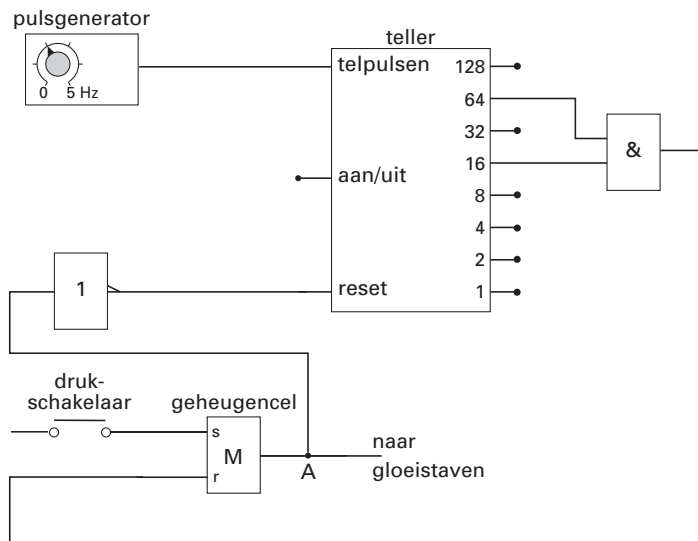 pulsgenerator
0 5 Hz
teller
telpulsen
aan/uit
reset
128
64
32
16
8
4
2
1
&
1
druk-
schakelaar
geheugencel
s
M
r
A
naar
gloeistaven